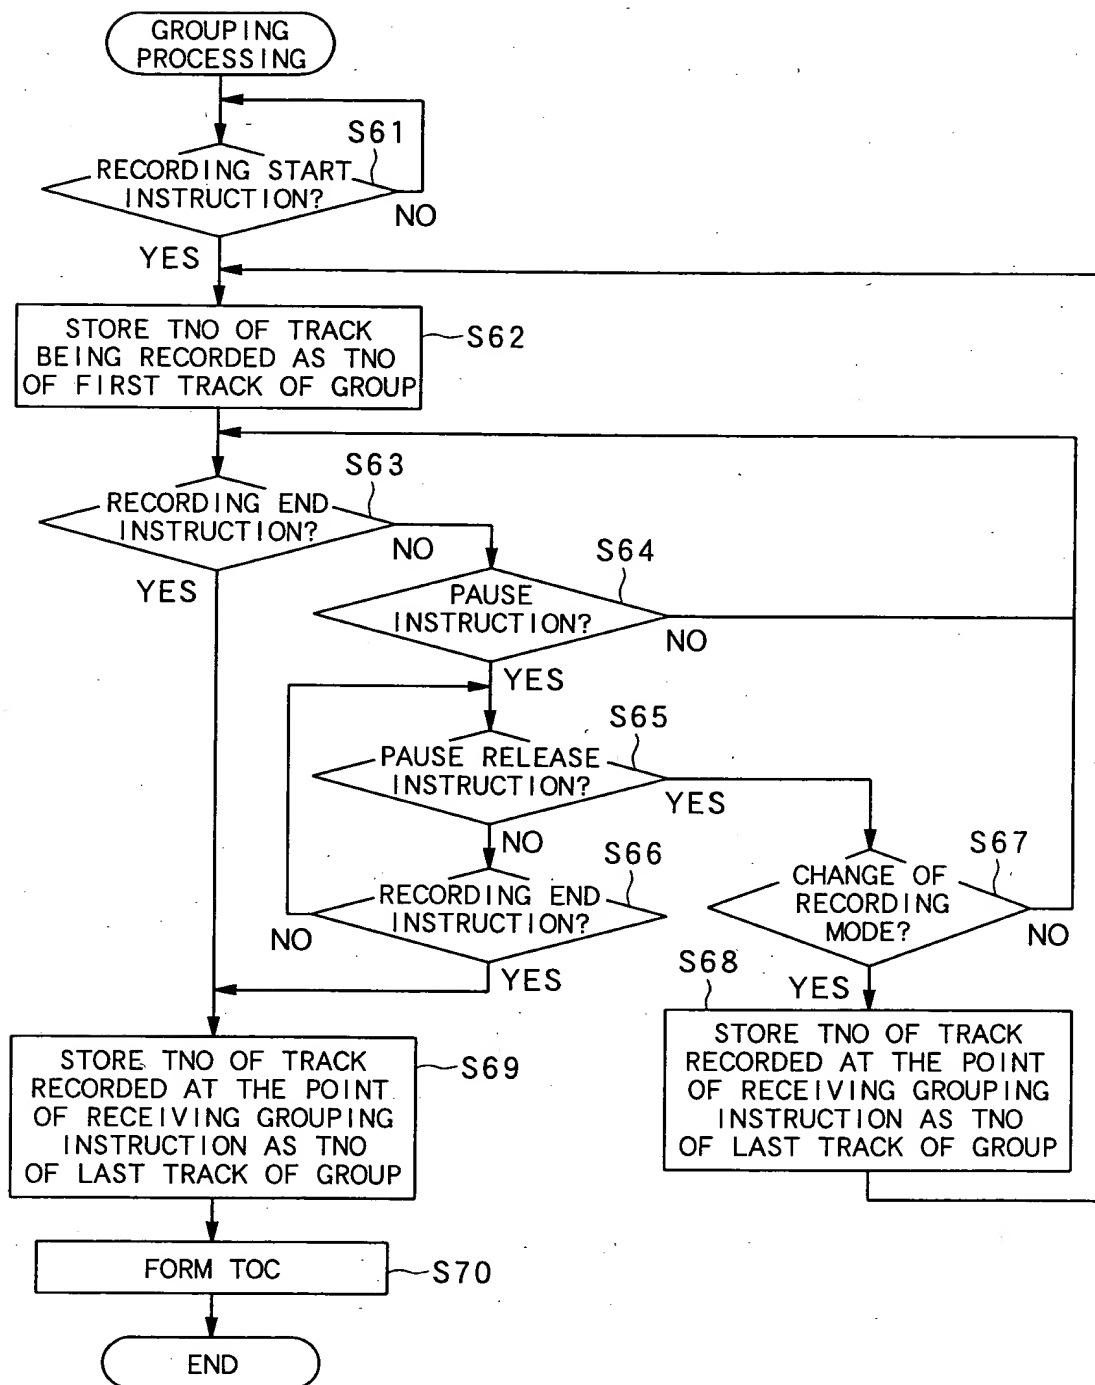 GROUPING
PROCESSING
S61
RECORDING START
INSTRUCTION?
NO
YES
STORE TNO OF TRACK
BEING RECORDED AS TNO
OF FIRST TRACK OF GROUP
S62
S63
RECORDING END
INSTRUCTION?
NO
YES
S64
PAUSE
INSTRUCTION?
NO
YES
S65
PAUSE RELEASE
INSTRUCTION?
YES
NO
S66
RECORDING END
INSTRUCTION?
NO
YES
S67
CHANGE OF
RECORDING
MODE?
NO
YES
S68
STORE TNO OF TRACK
RECORDED AT THE POINT
OF RECEIVING GROUPING
INSTRUCTION AS TNO
OF LAST TRACK OF GROUP
STORE TNO OF TRACK
RECORDED AT THE POINT
OF RECEIVING GROUPING
INSTRUCTION AS TNO
OF LAST TRACK OF GROUP
S69
FORM TOC
S70
END